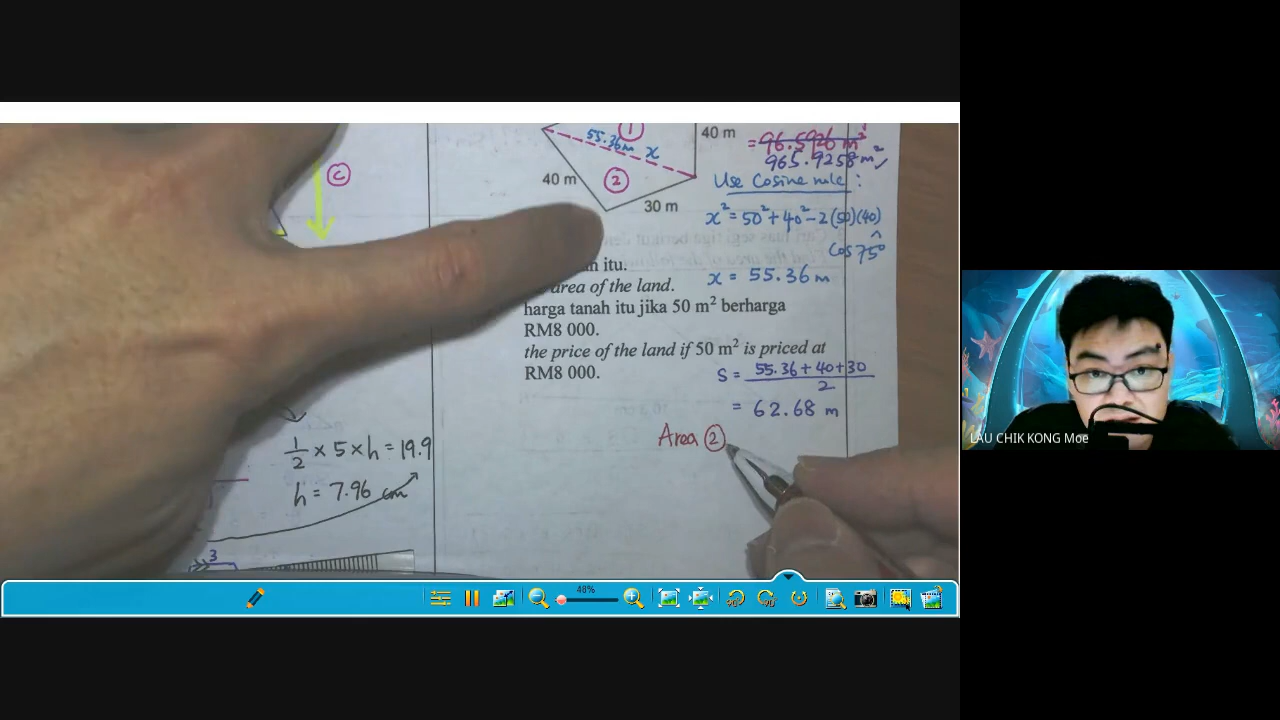 Ⓒ
½ × 5 × h = 19.9
h = 7.96 cm
3
①
55.36m x
②
40 m
40 m
30 m
= 96.5926 m²
965.9258 m²
Use Cosine rule :
x² = 50² + 40² - 2(50)(40)
cos 75°
x = 55.36 m
itu.
area of the land.
harga tanah itu jika 50 m² berharga
RM8 000.
the price of the land if 50 m² is priced at
RM8 000.
S = 55.36 + 40 + 30 / 2
= 62.68 m
Area ②
48%
LAU CHIK KONG Moe